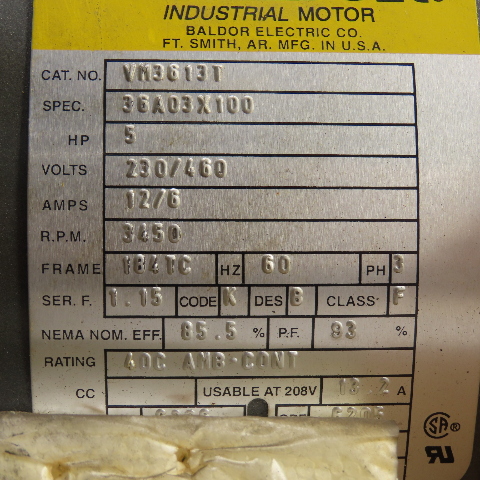 INDUSTRIAL MOTOR
BALDOR ELECTRIC CO.
FT. SMITH, AR. MFG. IN U.S.A.
CAT. NO. VM3613T
SPEC. 36A03X100
HP 5
VOLTS 230/460
AMPS 12/6
R.P.M. 3450
FRAME 184TC HZ 60 PH 3
SER. F. 1.15 CODE K DES B CLASS F
NEMA NOM. EFF. 85.5 % P.F. 93 %
RATING 40C AMB-CONT
CC USABLE AT 208V 13.2 A
6205